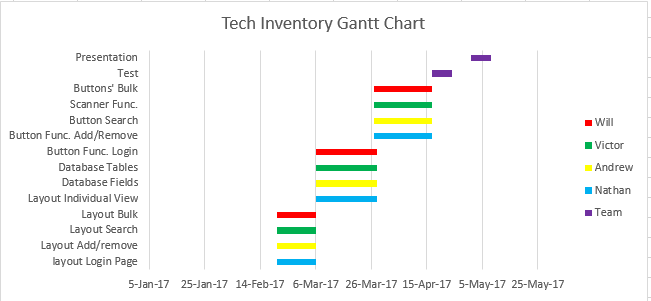 Tech Inventory Gantt Chart
Presentation
Test
Buttons' Bulk
Scanner Func.
Button Search
Button Func. Add/Remove
Button Func. Login
Database Tables
Database Fields
Layout Individual View
Layout Bulk
Layout Search
Layout Add/remove
layout Login Page
Will
Victor
Andrew
Nathan
Team
5-Jan-17 25-Jan-17 14-Feb-17 6-Mar-17 26-Mar-17 15-Apr-17 5-May-17 25-May-17